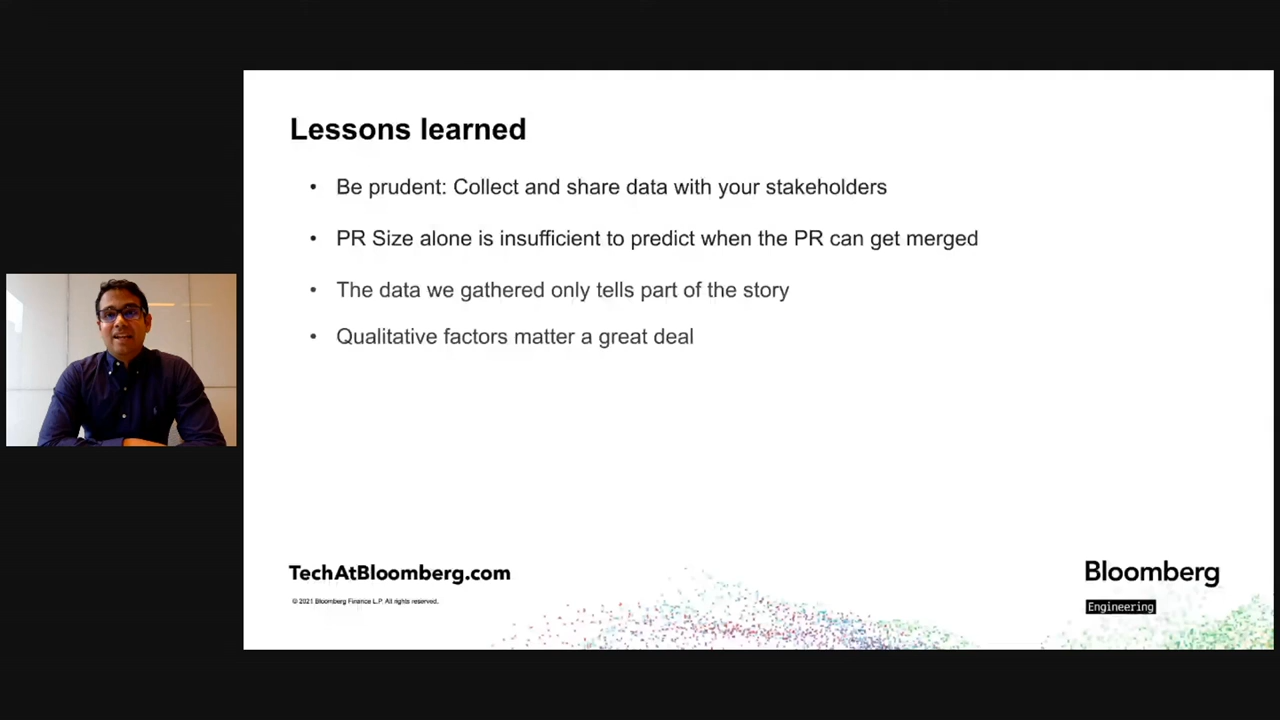 Lessons learned
• Be prudent: Collect and share data with your stakeholders
• PR Size alone is insufficient to predict when the PR can get merged
• The data we gathered only tells part of the story
• Qualitative factors matter a great deal
TechAtBloomberg.com
© 2021 Bloomberg Finance L.P. All rights reserved.
Bloomberg
Engineering